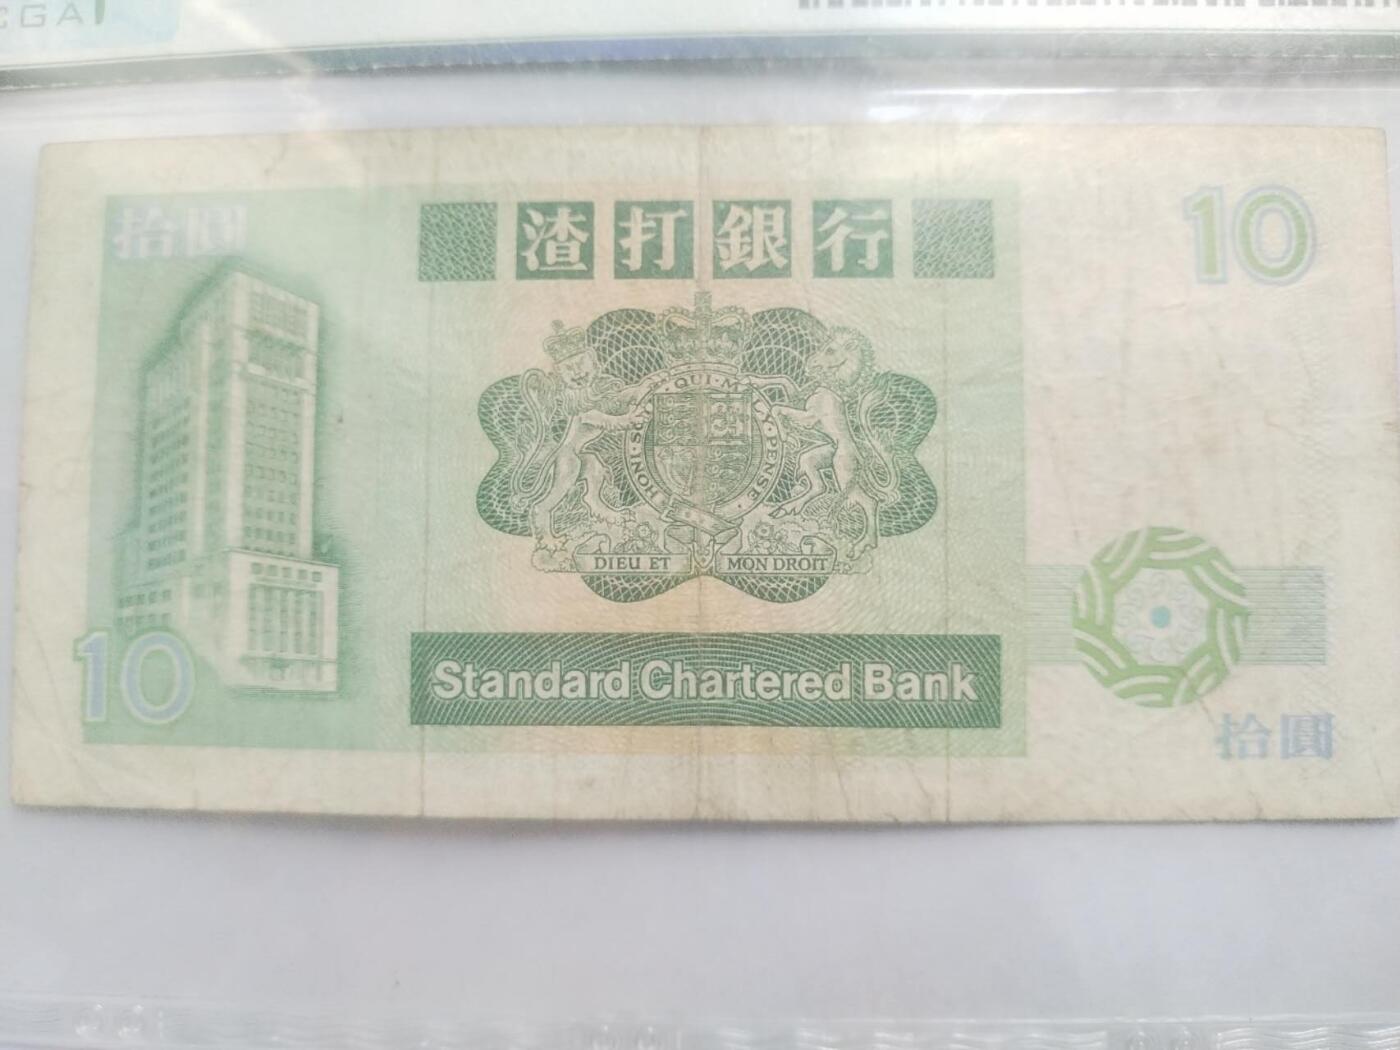 CGA
拾圓
渣打銀行
10
HONI·SOIT·QUI·MAL·Y·PENSE
DIEU ET MON DROIT
10
Standard Chartered Bank
拾圓